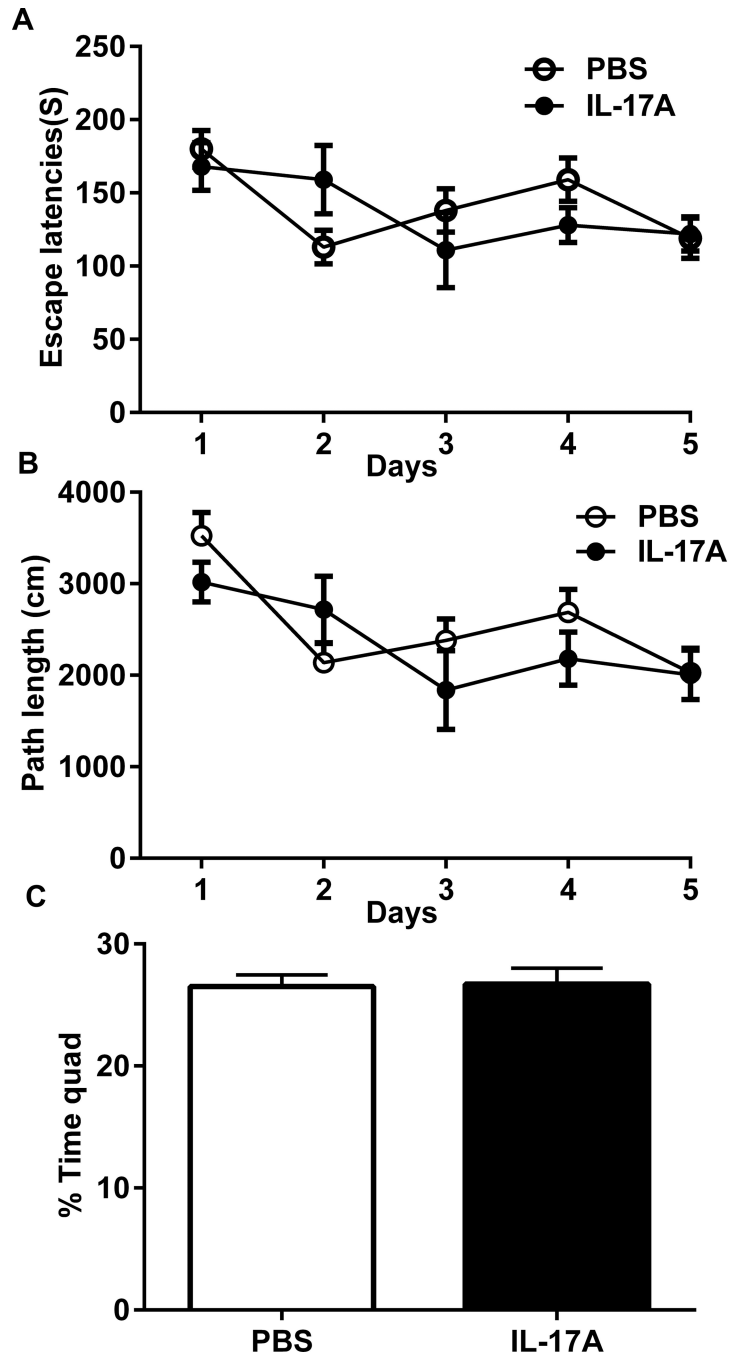 A
250
200
150
100
50
0
Escape latencies(S)
PBS
IL-17A
1 2 3 4 5
Days
B
4000
3000
2000
1000
0
Path length (cm)
PBS
IL-17A
1 2 3 4 5
Days
C
30
20
10
0
% Time quad
PBS IL-17A